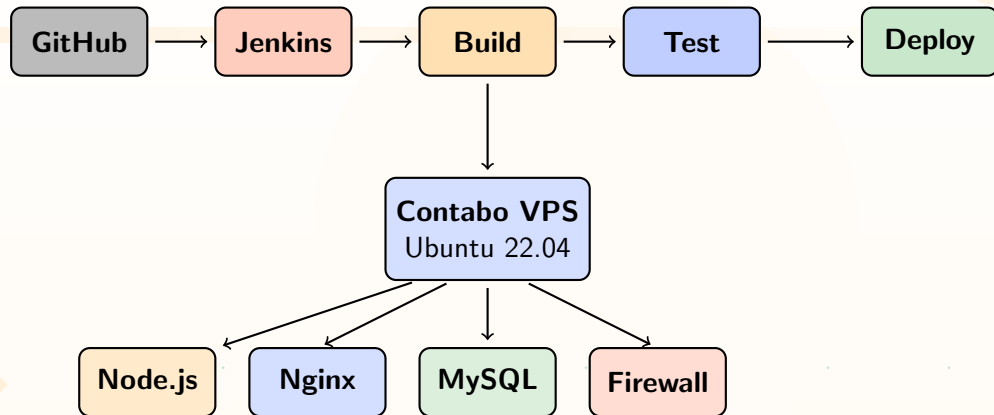 GitHub
Jenkins
Build
Test
Deploy
Contabo VPS
Ubuntu 22.04
Node.js
Nginx
MySQL
Firewall